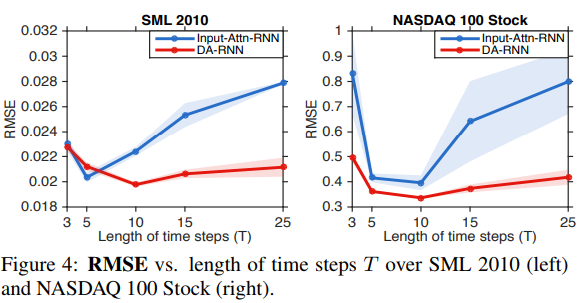 SML 2010
NASDAQ 100 Stock
0.032
0.03
0.028
0.026
0.024
0.022
0.02
0.018
RMSE
Input-Attn-RNN
DA-RNN
3 5 10 15 25
Length of time steps (T)
1
0.9
0.8
0.7
0.6
0.5
0.4
0.3
RMSE
Input-Attn-RNN
DA-RNN
3 5 10 15 25
Length of time steps (T)
Figure 4: RMSE vs. length of time steps T over SML 2010 (left)
and NASDAQ 100 Stock (right).